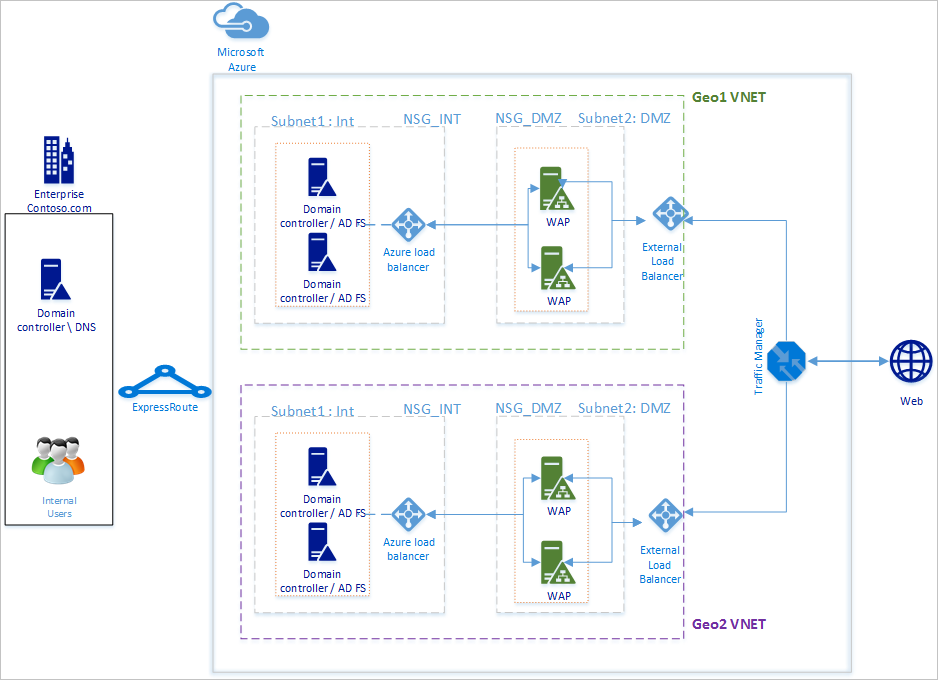 Microsoft
Azure
Geo1 VNET
Subnet1 : Int
NSG_INT
NSG_DMZ
Subnet2: DMZ
Enterprise
Contoso.com
Domain
controller / AD FS
Domain
controller / AD FS
Azure load
balancer
WAP
WAP
External
Load
Balancer
Domain
controller \ DNS
ExpressRoute
Internal
Users
Traffic Manager
Web
Subnet1 : Int
NSG_INT
NSG_DMZ
Subnet2: DMZ
Domain
controller / AD FS
Domain
controller / AD FS
Azure load
balancer
WAP
WAP
External
Load
Balancer
Geo2 VNET